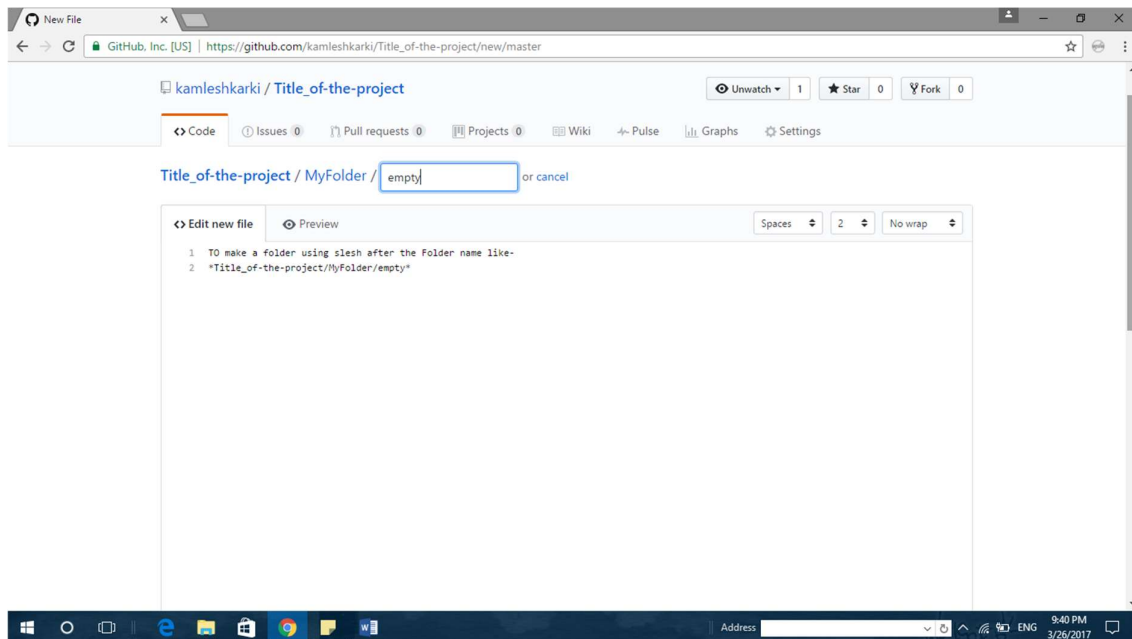 New File
GitHub, Inc. [US] | https://github.com/kamleshkarki/Title_of-the-project/new/master
kamleshkarki / Title_of-the-project
Unwatch 1 Star 0 Fork 0
Code Issues 0 Pull requests 0 Projects 0 Wiki Pulse Graphs Settings
Title_of-the-project / MyFolder / empty or cancel
Edit new file Preview Spaces 2 No wrap
1 TO make a folder using slesh after the Folder name like-
2 *Title_of-the-project/MyFolder/empty*
Address ENG 9:40 PM
3/26/2017